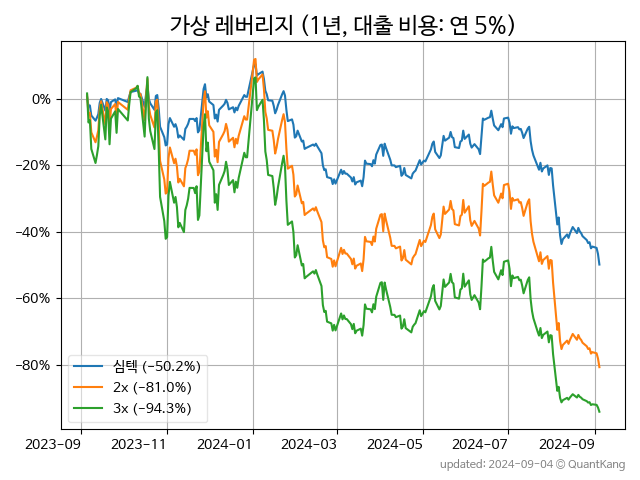 가상 레버리지 (1년, 대출 비용: 연 5%)
0%
−20%
−40%
−60%
−80%
심텍 (−50.2%)
2x (−81.0%)
3x (−94.3%)
2023-09 2023-11 2024-01 2024-03 2024-05 2024-07 2024-09
updated: 2024-09-04 @ QuantKang